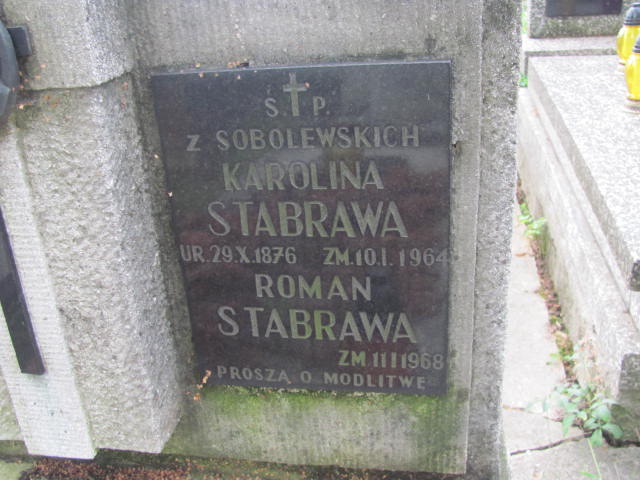 Ś. P.
Z SOBOLEWSKICH
KAROLINA
STABRAWA
UR. 29.X.1876 ZM. 10.I.1964
ROMAN
STABRAWA
ZM 11 I 1968
PROSZĄ O MODLITWĘ